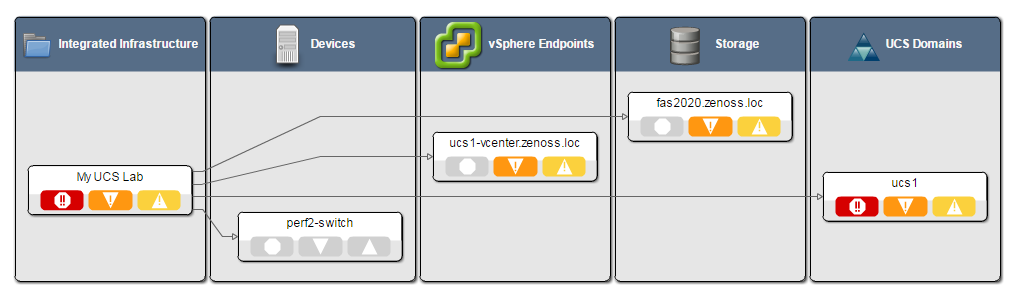 Integrated Infrastructure
Devices
vSphere Endpoints
Storage
UCS Domains
fas2020.zenoss.loc
ucs1-vcenter.zenoss.loc
My UCS Lab
ucs1
perf2-switch